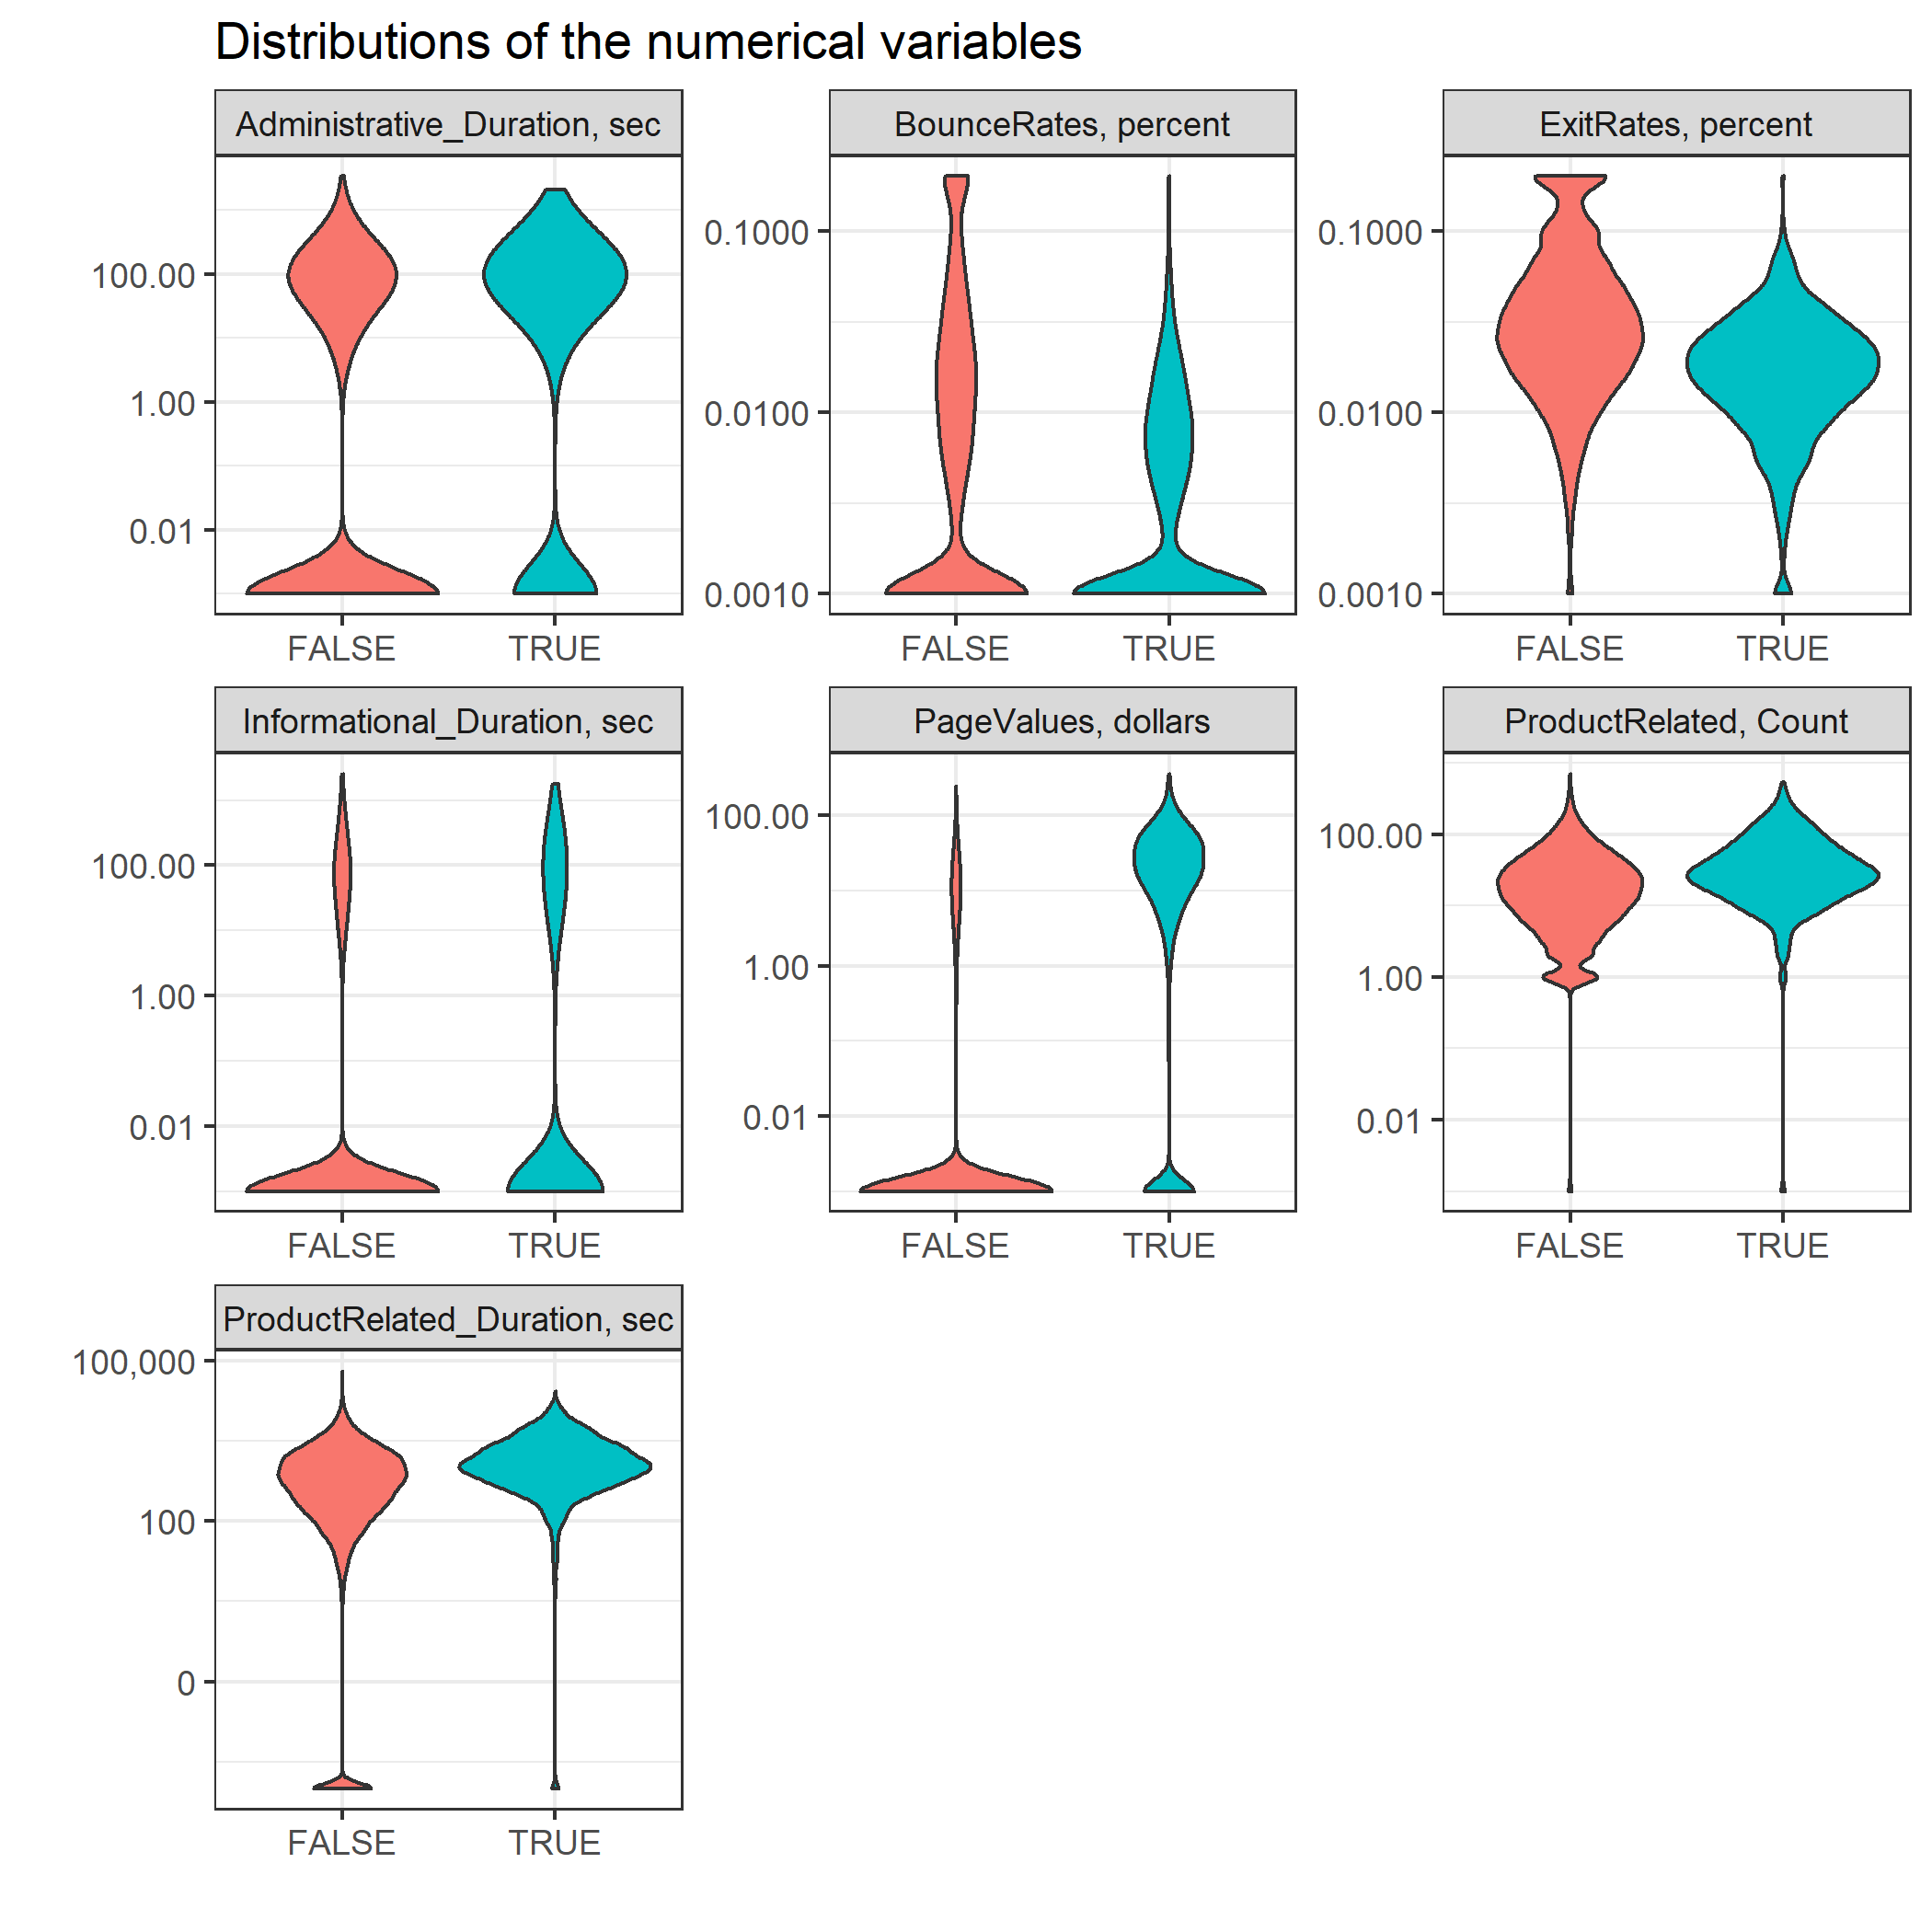 Distributions of the numerical variables
Administrative_Duration, sec
100.00
1.00
0.01
FALSE TRUE
BounceRates, percent
0.1000
0.0100
0.0010
FALSE TRUE
ExitRates, percent
0.1000
0.0100
0.0010
FALSE TRUE
Informational_Duration, sec
100.00
1.00
0.01
FALSE TRUE
PageValues, dollars
100.00
1.00
0.01
FALSE TRUE
ProductRelated, Count
100.00
1.00
0.01
FALSE TRUE
ProductRelated_Duration, sec
100,000
100
0
FALSE TRUE